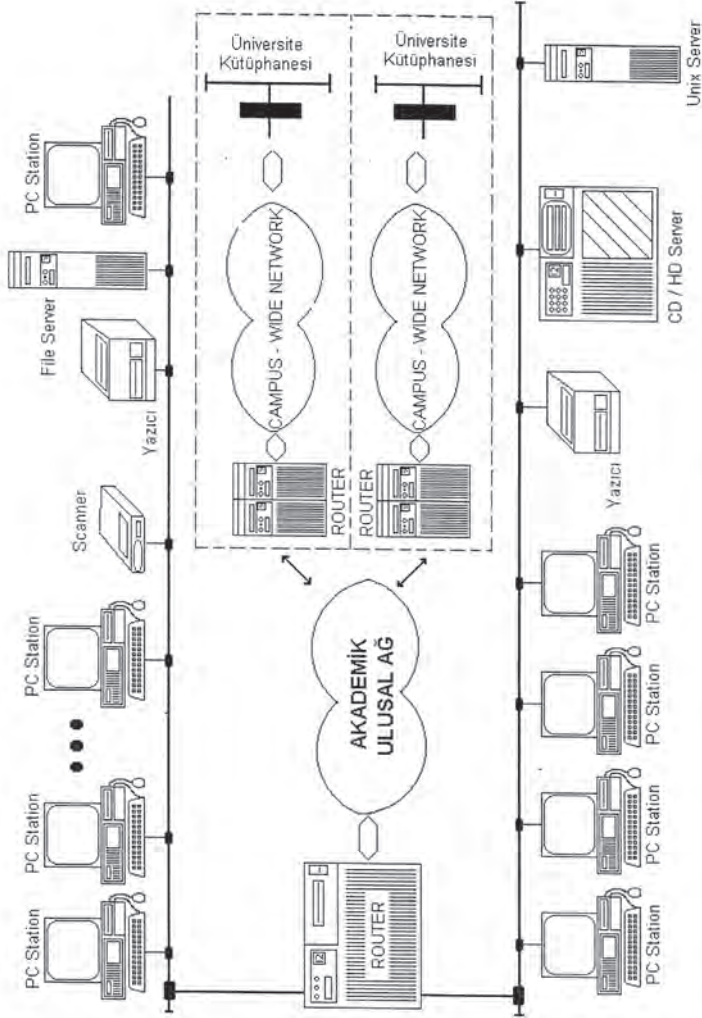 PC Station
PC Station
PC Station
Scanner
Yazıcı
File Server
PC Station
ROUTER
AKADEMİK
ULUSAL AĞ
ROUTER
CAMPUS - WIDE NETWORK
Üniversite
Kütüphanesi
ROUTER
CAMPUS - WIDE NETWORK
Üniversite
Kütüphanesi
PC Station
PC Station
PC Station
PC Station
Yazıcı
CD / HD Server
Unix Server